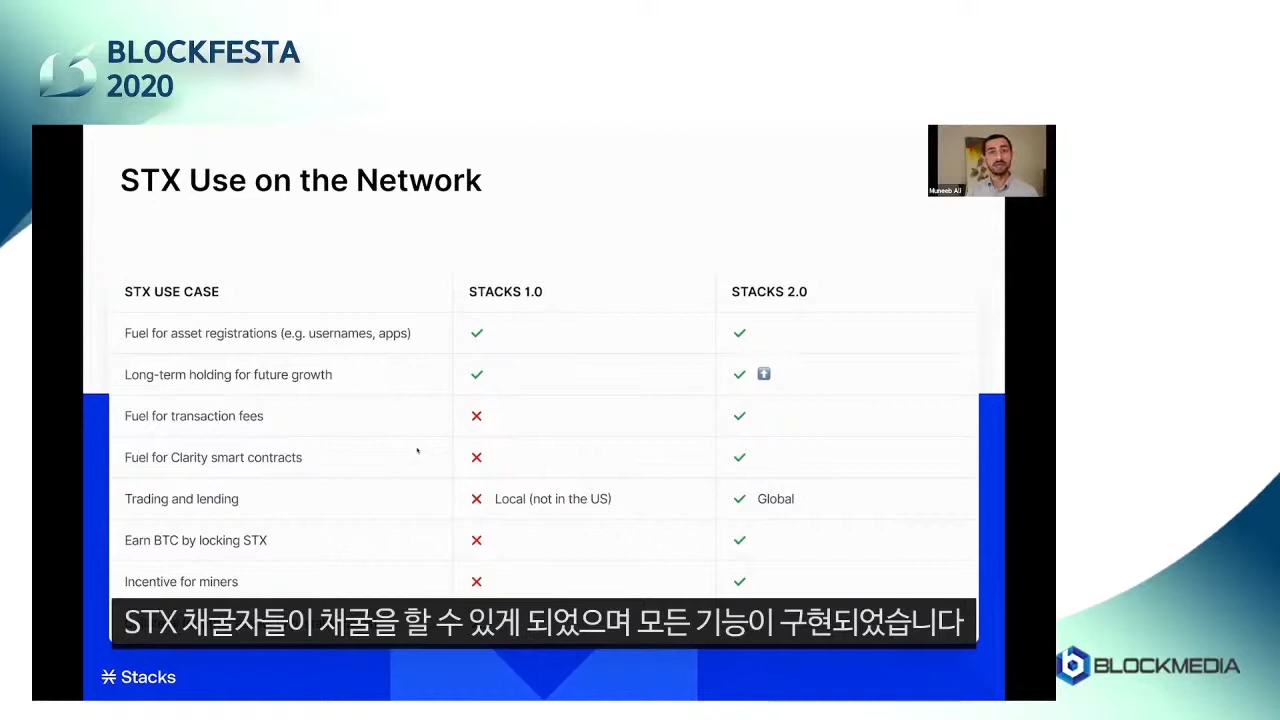 BLOCKFESTA
2020
STX Use on the Network
Muneeb Ali
STX USE CASE STACKS 1.0 STACKS 2.0
Fuel for asset registrations (e.g. usernames, apps)
Long-term holding for future growth
Fuel for transaction fees
Fuel for Clarity smart contracts
Trading and lending Local (not in the US) Global
Earn BTC by locking STX
Incentive for miners
STX 채굴자들이 채굴을 할 수 있게 되었으며 모든 기능이 구현되었습니다
Stacks
BLOCKMEDIA